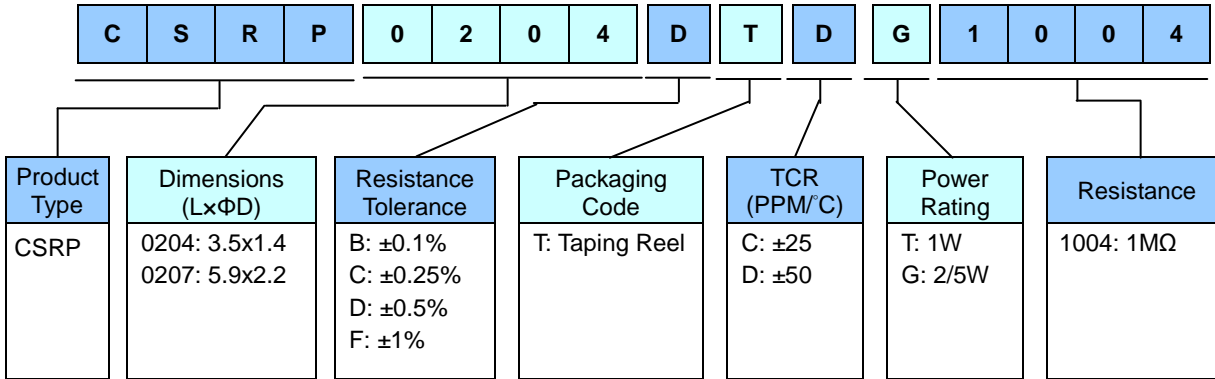 C S R P 0 2 0 4 D T D G 1 0 0 4
Product
Type
CSRP
Dimensions
(L×ΦD)
0204: 3.5x1.4
0207: 5.9x2.2
Resistance
Tolerance
B: ±0.1%
C: ±0.25%
D: ±0.5%
F: ±1%
Packaging
Code
T: Taping Reel
TCR
(PPM/℃)
C: ±25
D: ±50
Power
Rating
T: 1W
G: 2/5W
Resistance
1004: 1MΩ